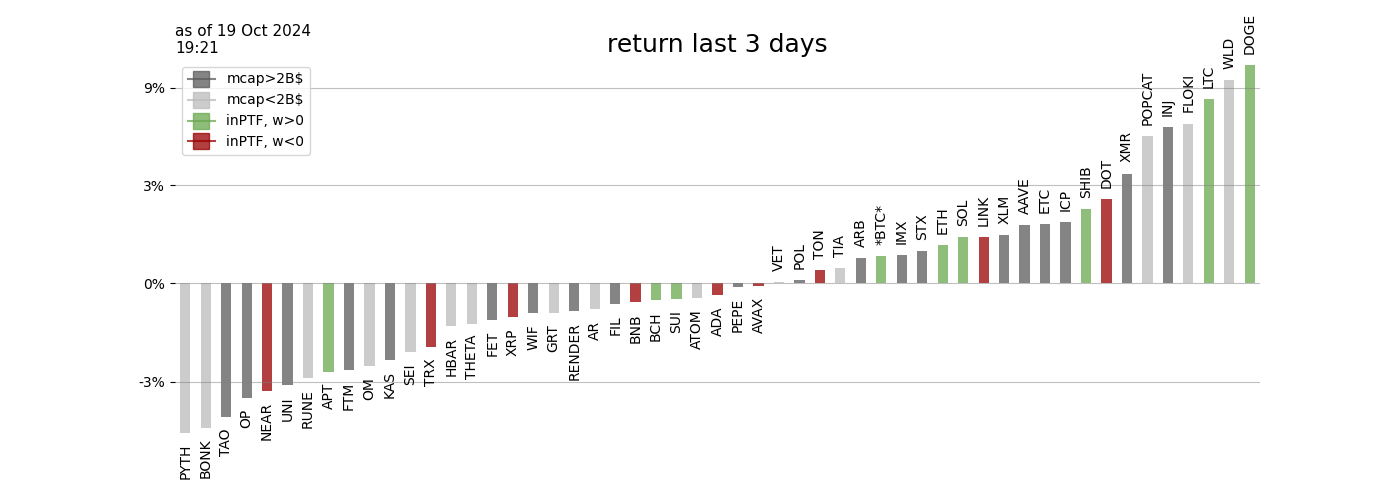 as of 19 Oct 2024
19:21
return last 3 days
mcap>2B$
mcap<2B$
inPTF, w>0
inPTF, w<0
9%
3%
0%
-3%
PYTH
BONK
TAO
OP
NEAR
UNI
RUNE
APT
FTM
OM
KAS
SEI
TRX
HBAR
THETA
FET
XRP
WIF
GRT
RENDER
AR
FIL
BNB
BCH
SUI
ATOM
ADA
PEPE
AVAX
VET
POL
TON
TIA
ARB
*BTC*
IMX
STX
ETH
SOL
LINK
XLM
AAVE
ETC
ICP
SHIB
DOT
XMR
POPCAT
INJ
FLOKI
LTC
WLD
DOGE